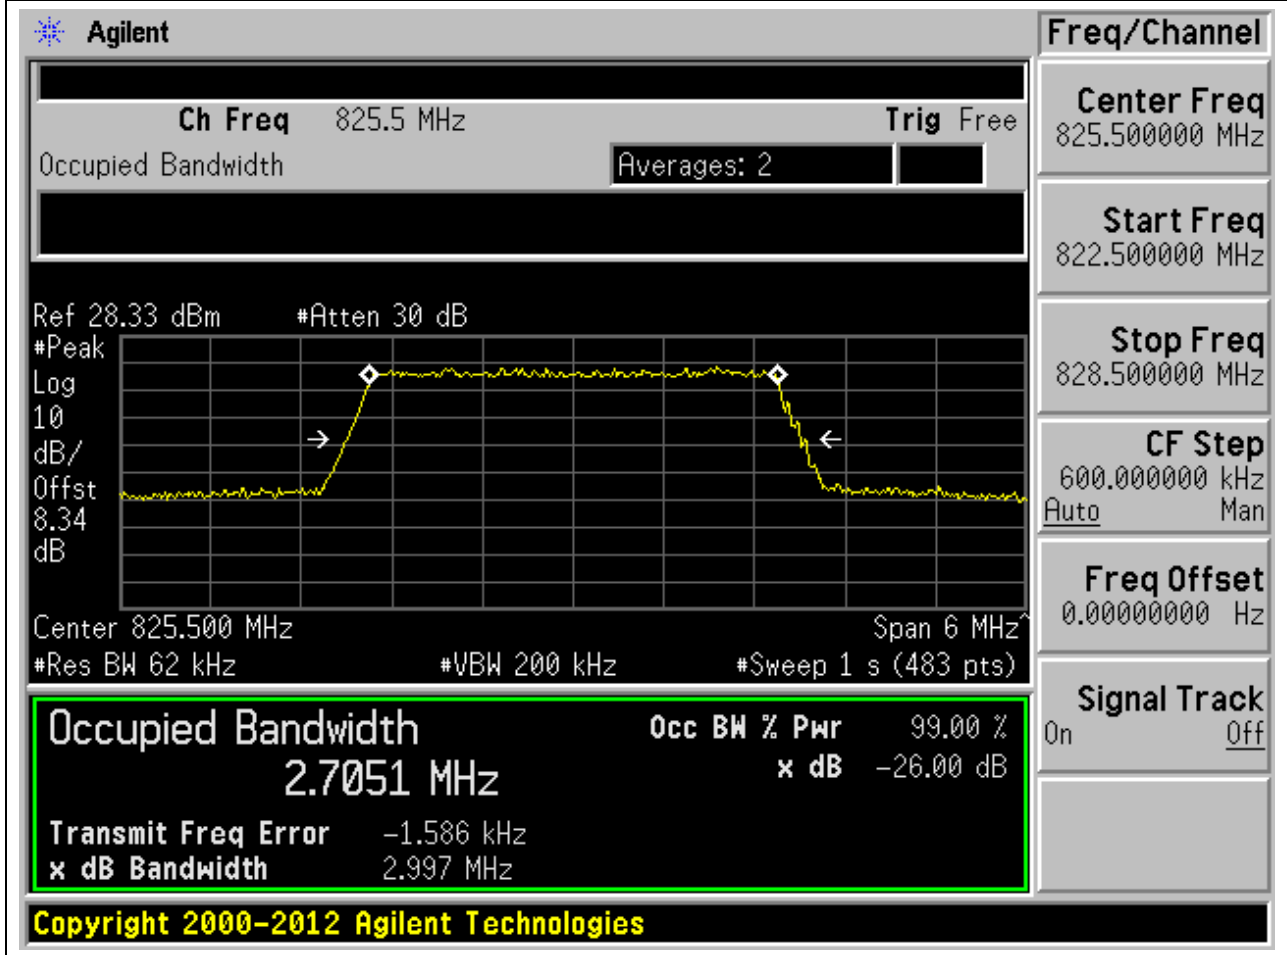 Agilent
Freq/Channel
Ch Freq 825.5 MHz Trig Free
Occupied Bandwidth Averages: 2
Center Freq
825.500000 MHz
Start Freq
822.500000 MHz
Stop Freq
828.500000 MHz
CF Step
600.000000 kHz
Auto Man
Freq Offset
0.00000000 Hz
Signal Track
On Off
Ref 28.33 dBm #Atten 30 dB
#Peak
Log
10
dB/
Offst
8.34
dB
Center 825.500 MHz Span 6 MHz^
#Res BW 62 kHz #VBW 200 kHz #Sweep 1 s (483 pts)
Occupied Bandwidth Occ BW % Pwr 99.00 %
2.7051 MHz x dB -26.00 dB
Transmit Freq Error -1.586 kHz
x dB Bandwidth 2.997 MHz
Copyright 2000-2012 Agilent Technologies